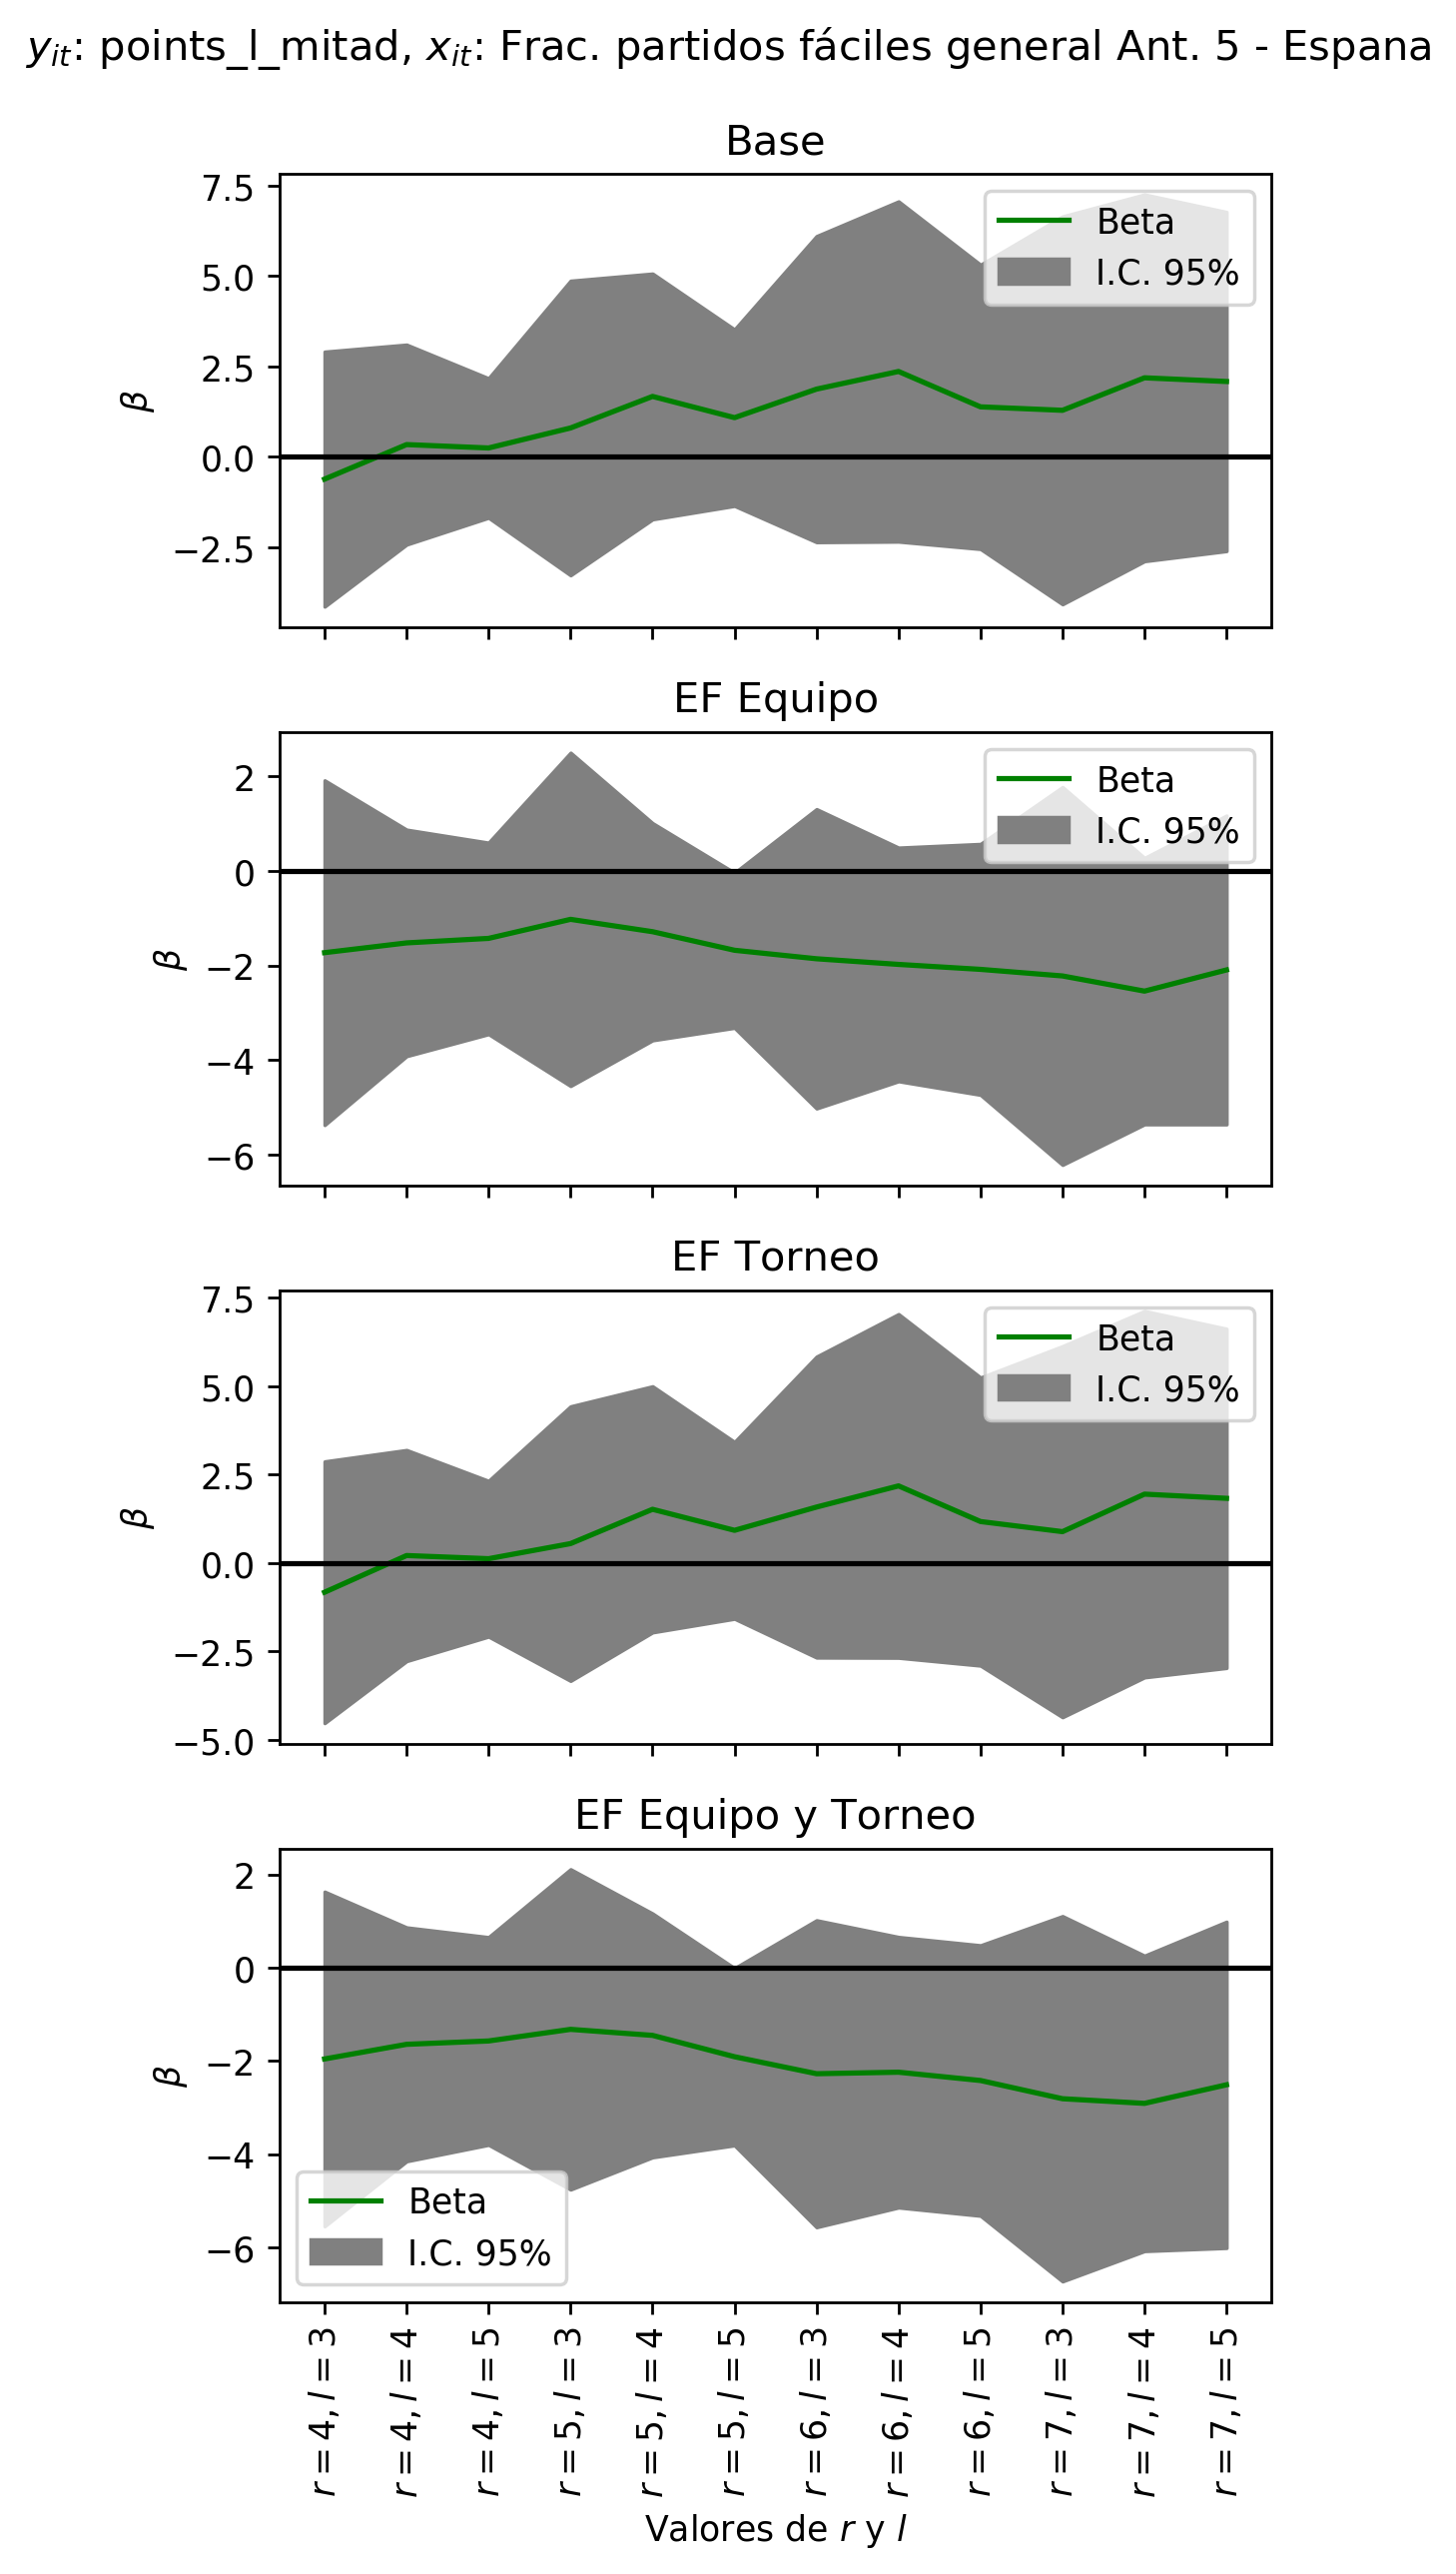 y_it: points_l_mitad, x_it: Frac. partidos fáciles general Ant. 5 - Espana
Base
7.5
5.0
2.5
0.0
−2.5
β
Beta
I.C. 95%
EF Equipo
2
0
−2
−4
−6
β
Beta
I.C. 95%
EF Torneo
7.5
5.0
2.5
0.0
−2.5
−5.0
β
Beta
I.C. 95%
EF Equipo y Torneo
2
0
−2
−4
−6
β
Beta
I.C. 95%
r = 4, l = 3
r = 4, l = 4
r = 4, l = 5
r = 5, l = 3
r = 5, l = 4
r = 5, l = 5
r = 6, l = 3
r = 6, l = 4
r = 6, l = 5
r = 7, l = 3
r = 7, l = 4
r = 7, l = 5
Valores de r y l